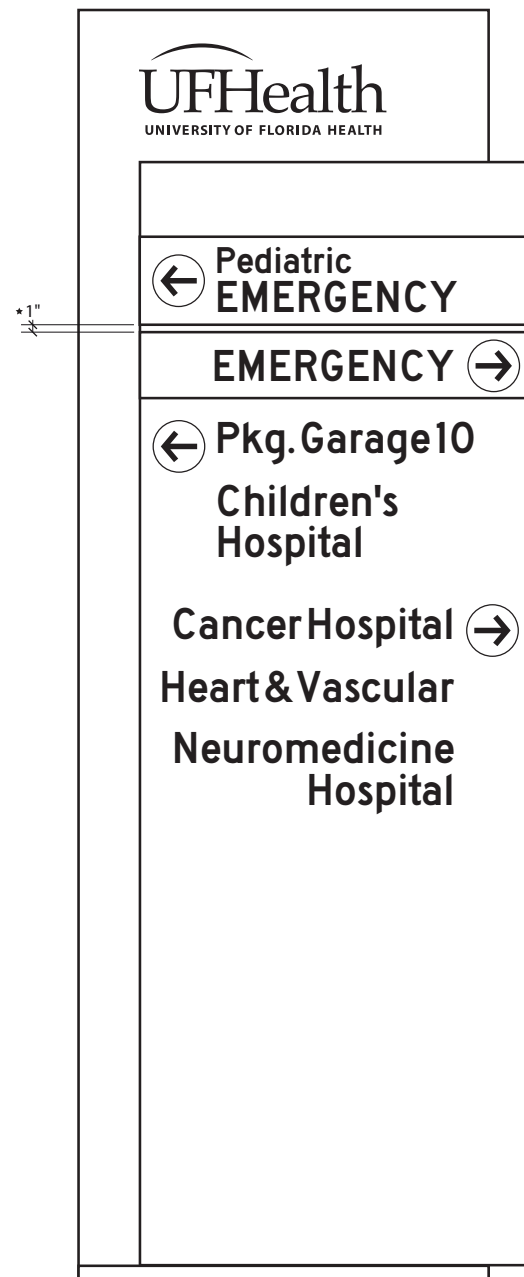 UFHealth
UNIVERSITY OF FLORIDA HEALTH
← Pediatric
EMERGENCY
★1"
EMERGENCY →
← Pkg. Garage 10
Children's
Hospital
Cancer Hospital →
Heart & Vascular
Neuromedicine
Hospital